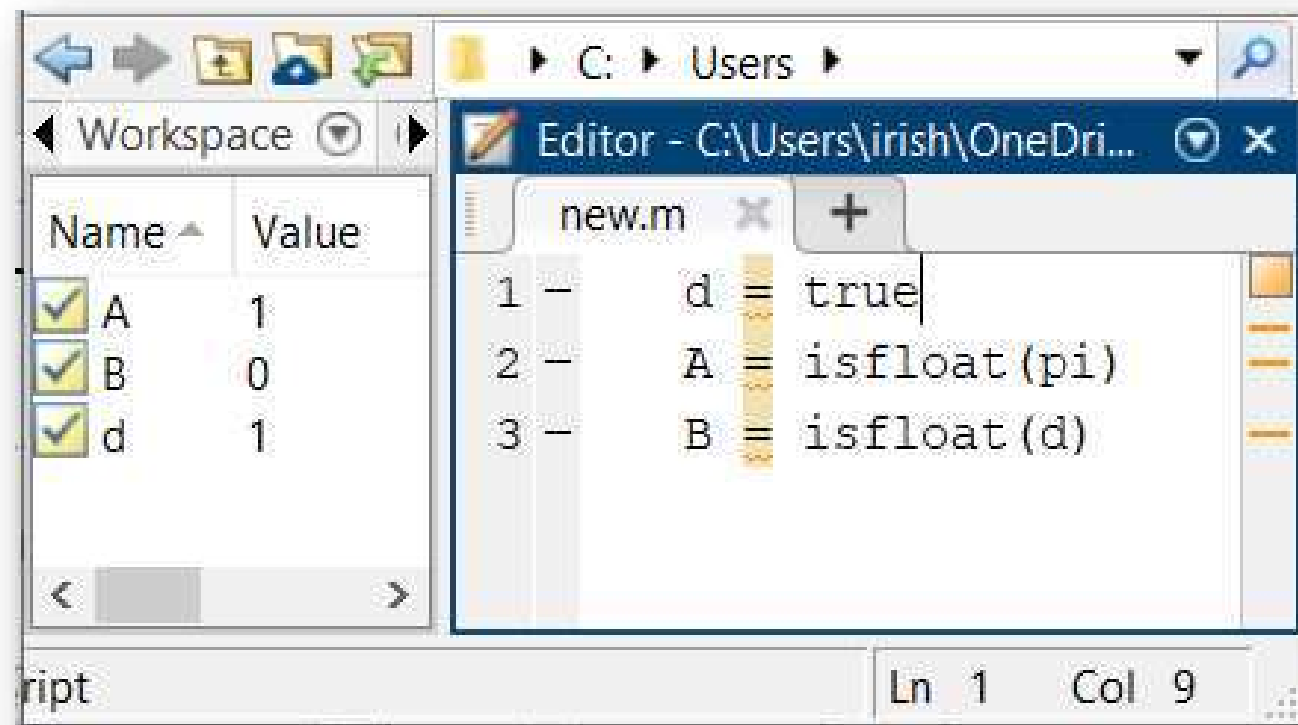 C: Users
Workspace
Editor - C:\Users\irish\OneDri...
new.m
Name Value
A 1
B 0
d 1
1 d = true
2 A = isfloat(pi)
3 B = isfloat(d)
ript Ln 1 Col 9